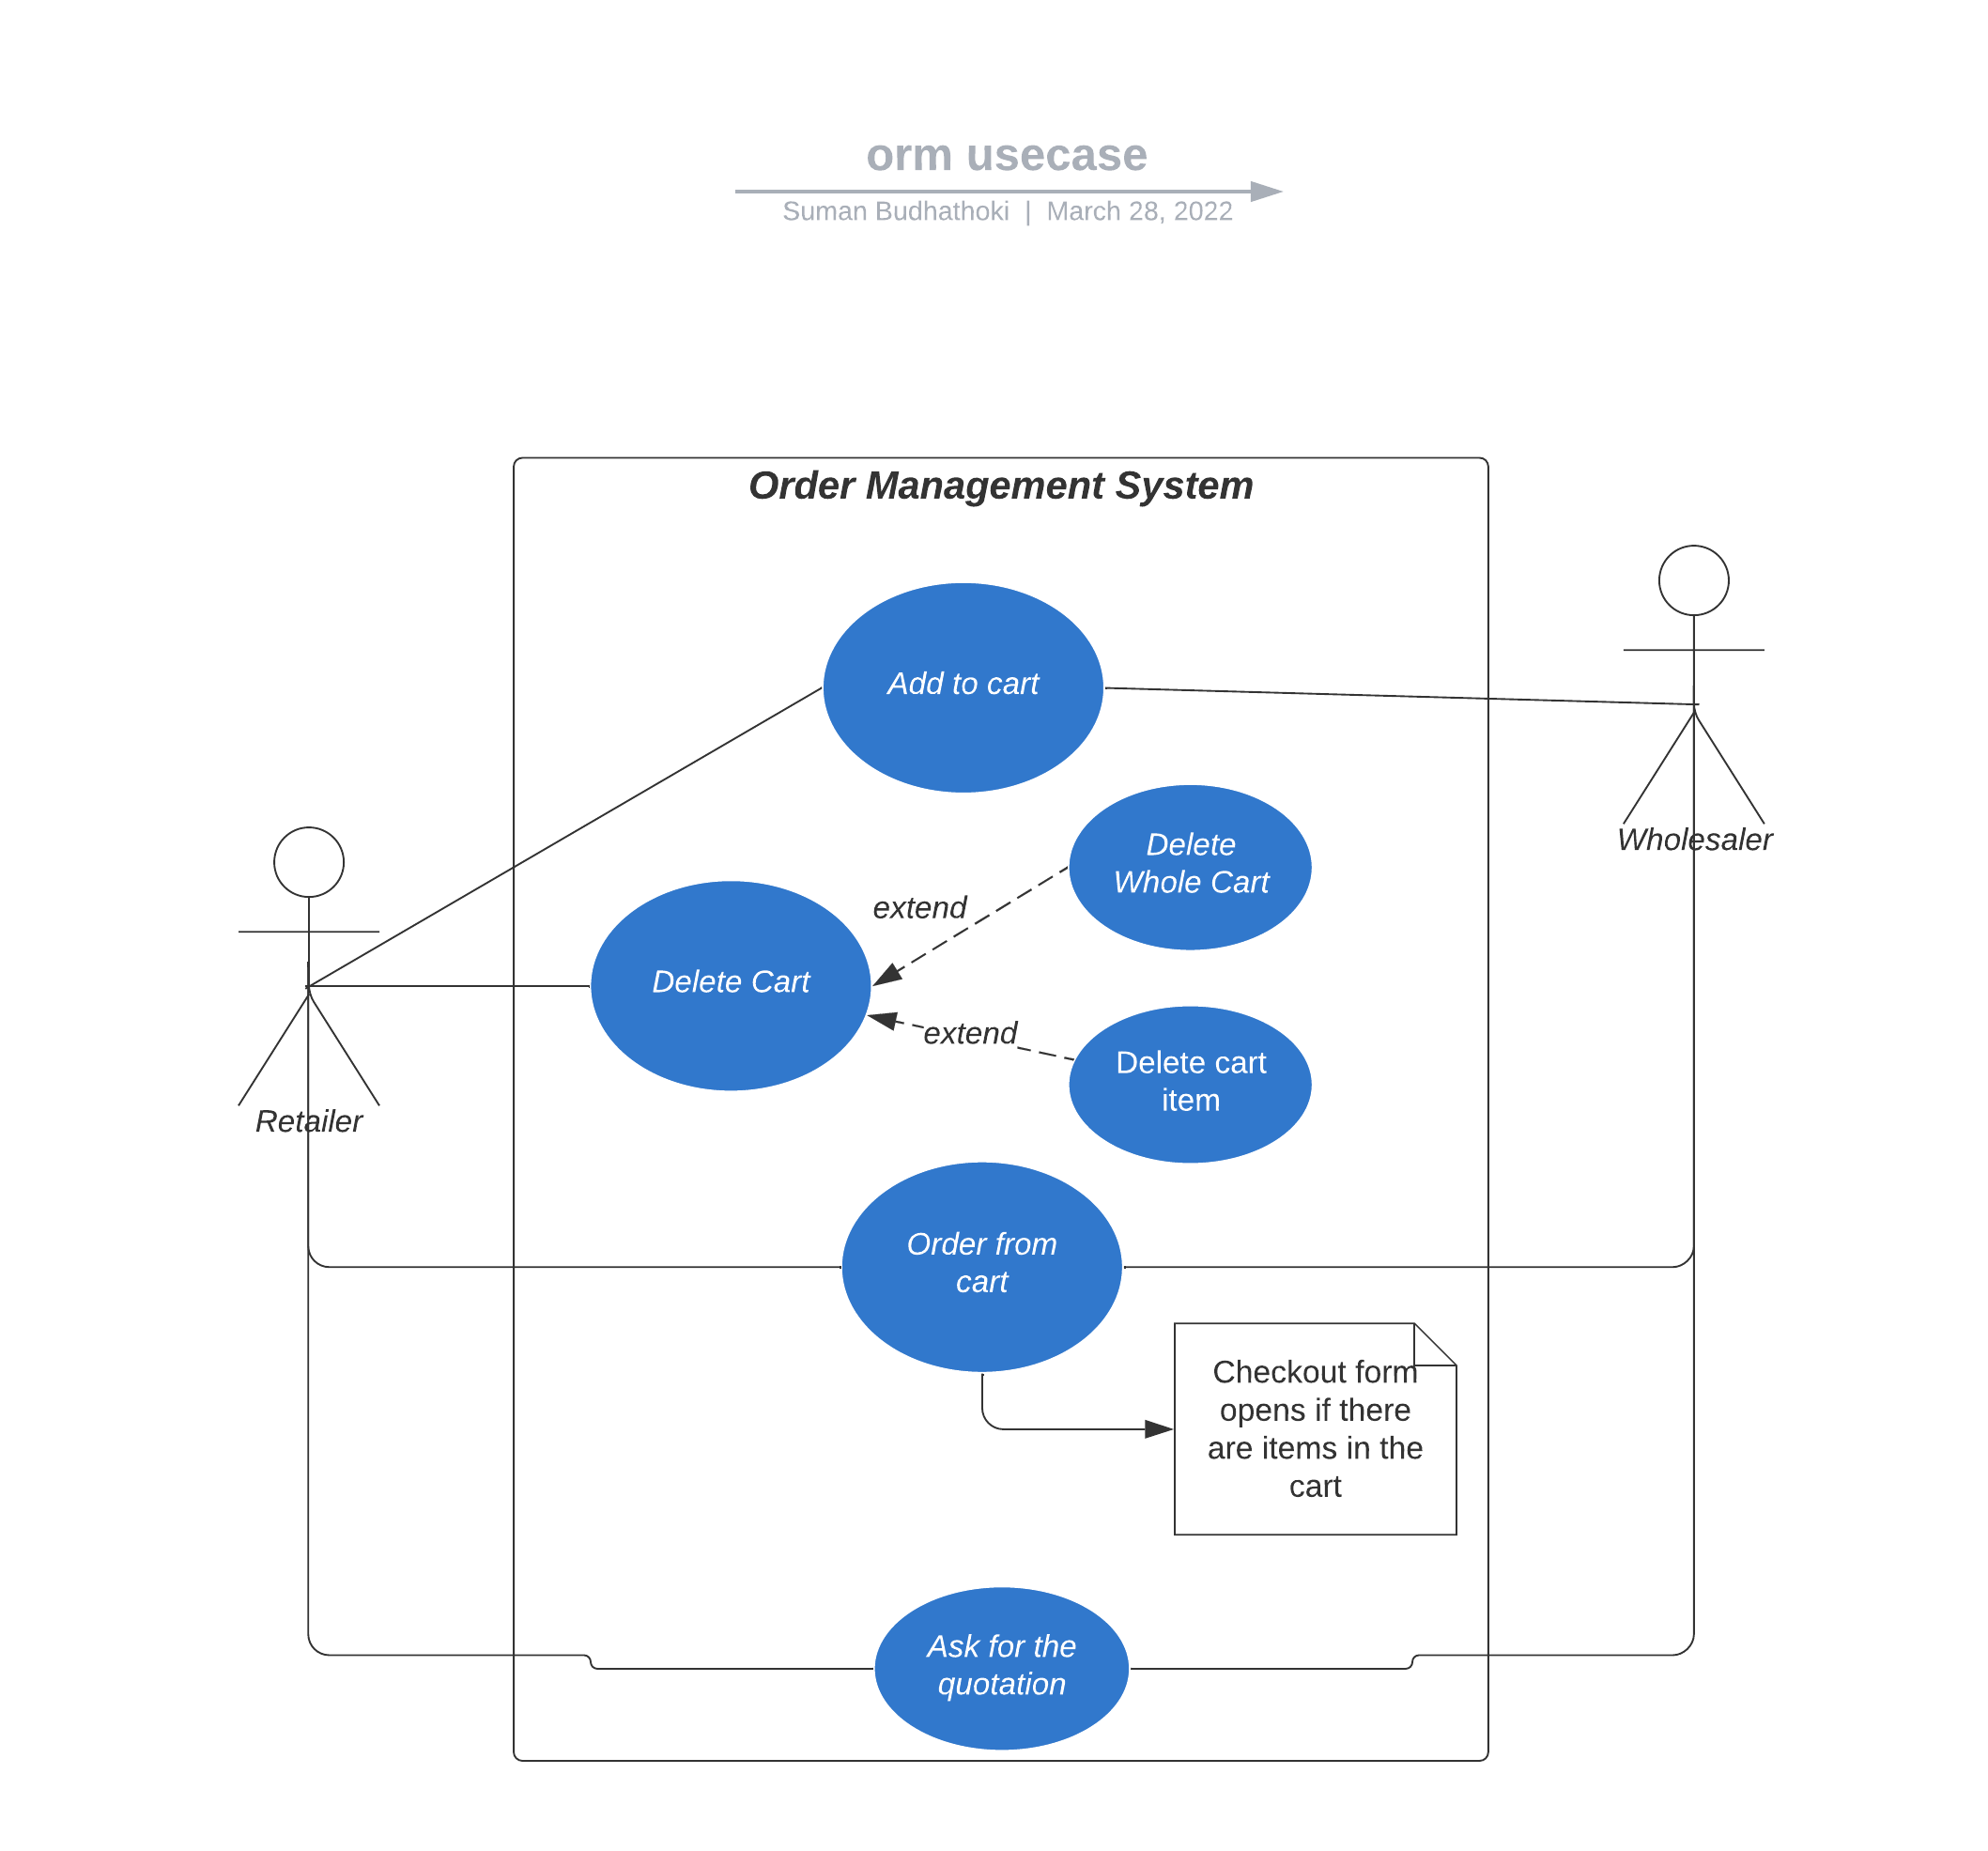 orm usecase
Suman Budhathoki | March 28, 2022
Order Management System
Add to cart
Wholesaler
Delete
Whole Cart
extend
Delete Cart
extend
Delete cart
item
Retailer
Order from
cart
Checkout form
opens if there
are items in the
cart
Ask for the
quotation